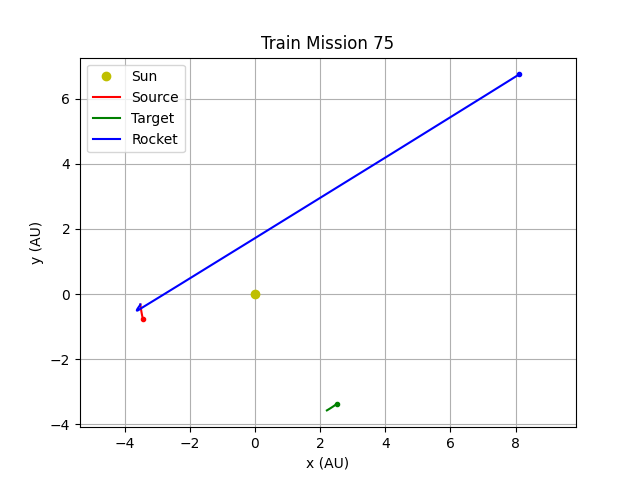 Train Mission 75
Sun
Source
Target
Rocket
6
4
2
0
−2
−4
y (AU)
−4 −2 0 2 4 6 8
x (AU)